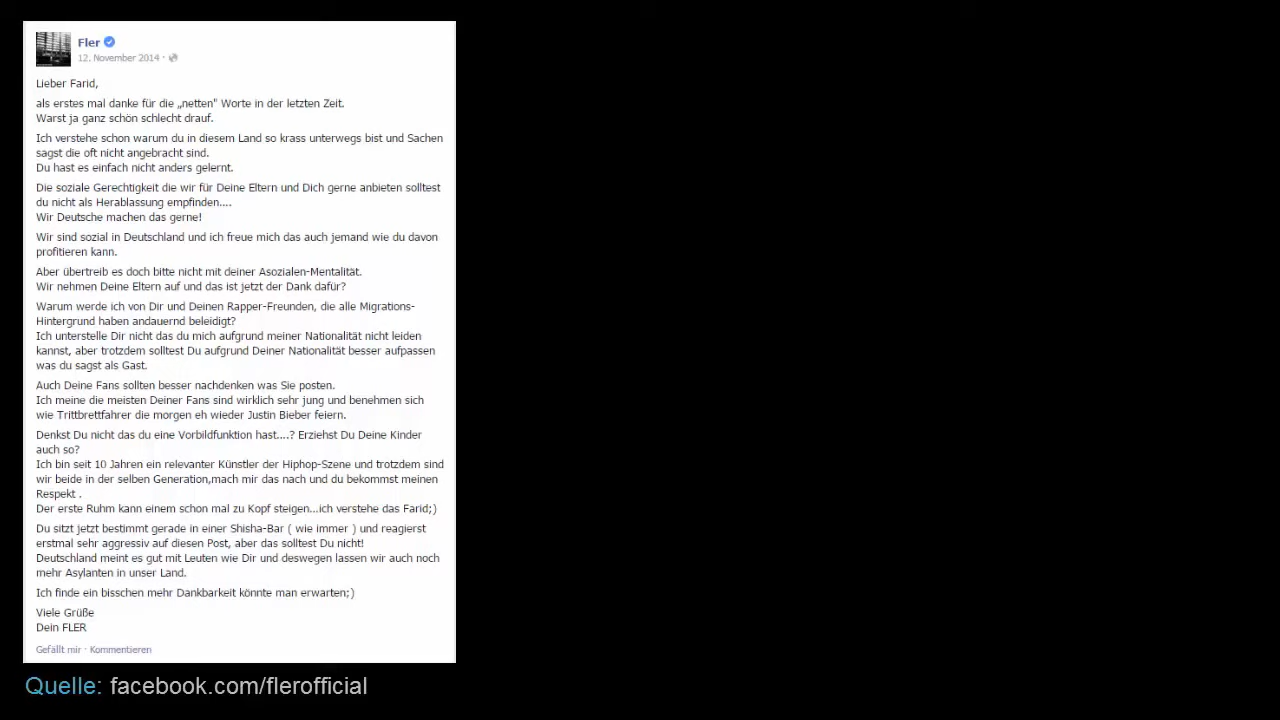 Fler
12. November 2014 ·
Lieber Farid,
als erstes mal danke für die „netten" Worte in der letzten Zeit.
Warst ja ganz schön schlecht drauf.
Ich verstehe schon warum du in diesem Land so krass unterwegs bist und Sachen
sagst die oft nicht angebracht sind.
Du hast es einfach nicht anders gelernt.
Die soziale Gerechtigkeit die wir für Deine Eltern und Dich gerne anbieten solltest
du nicht als Herablassung empfinden....
Wir Deutsche machen das gerne!
Wir sind sozial in Deutschland und ich freue mich das auch jemand wie du davon
profitieren kann.
Aber übertreib es doch bitte nicht mit deiner Asozialen-Mentalität.
Wir nehmen Deine Eltern auf und das ist jetzt der Dank dafür?
Warum werde ich von Dir und Deinen Rapper-Freunden, die alle Migrations-
Hintergrund haben andauernd beleidigt?
Ich unterstelle Dir nicht das du mich aufgrund meiner Nationalität nicht leiden
kannst, aber trotzdem solltest Du aufgrund Deiner Nationalität besser aufpassen
was du sagst als Gast.
Auch Deine Fans sollten besser nachdenken was Sie posten.
Ich meine die meisten Deiner Fans sind wirklich sehr jung und benehmen sich
wie Trittbrettfahrer die morgen eh wieder Justin Bieber feiern.
Denkst Du nicht das du eine Vorbildfunktion hast....? Erziehst Du Deine Kinder
auch so?
Ich bin seit 10 Jahren ein relevanter Künstler der Hiphop-Szene und trotzdem sind
wir beide in der selben Generation,mach mir das nach und du bekommst meinen
Respekt .
Der erste Ruhm kann einem schon mal zu Kopf steigen...ich verstehe das Farid;)
Du sitzt jetzt bestimmt gerade in einer Shisha-Bar ( wie immer ) und reagierst
erstmal sehr aggressiv auf diesen Post, aber das solltest Du nicht!
Deutschland meint es gut mit Leuten wie Dir und deswegen lassen wir auch noch
mehr Asylanten in unser Land.
Ich finde ein bisschen mehr Dankbarkeit könnte man erwarten;)
Viele Grüße
Dein FLER
Gefällt mir · Kommentieren
Quelle: facebook.com/flerofficial